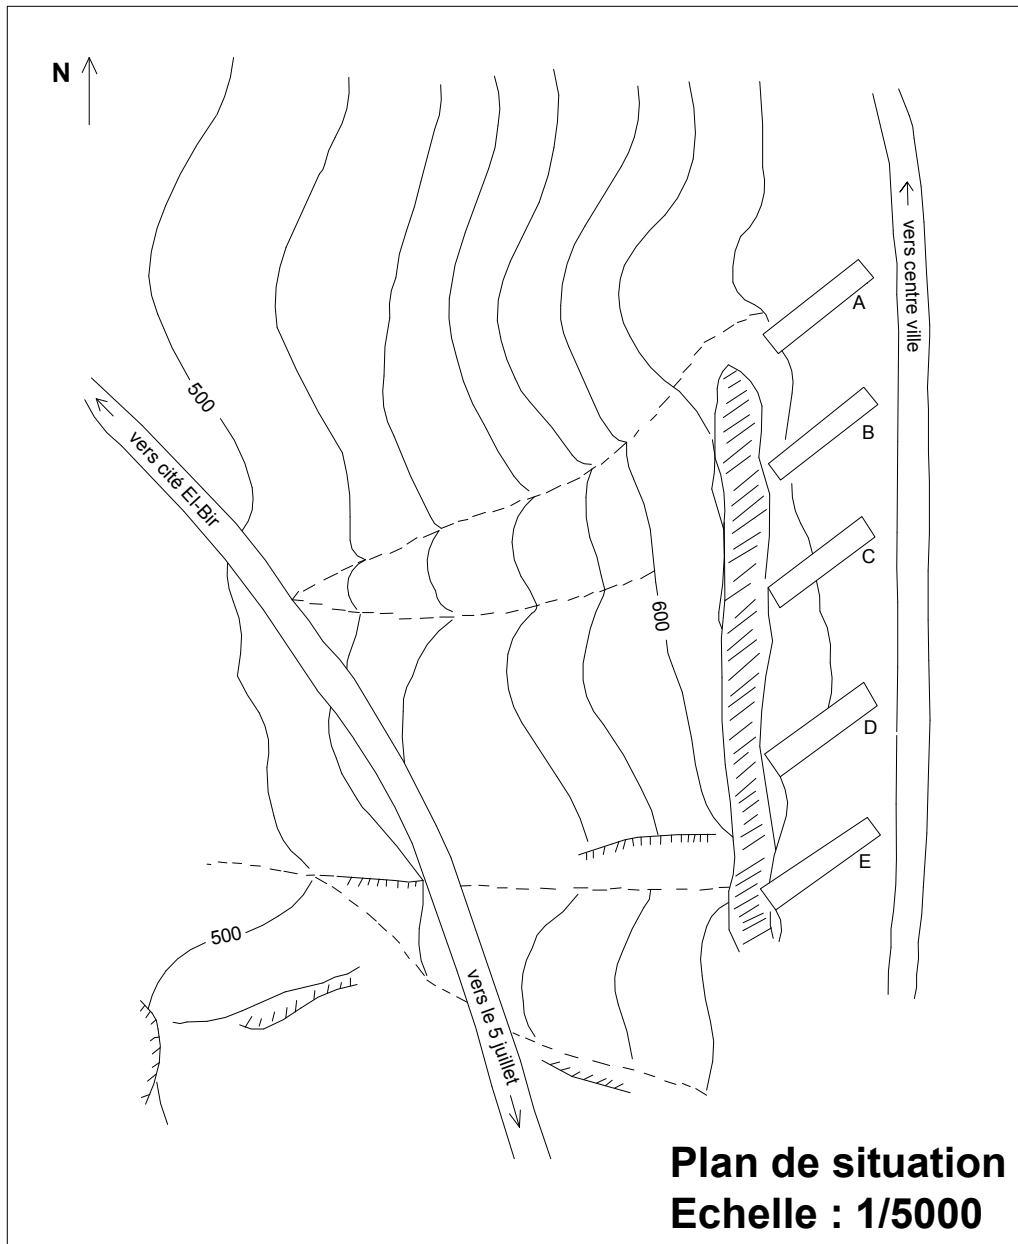 N
A
vers centre ville
500
B
vers cité El-Bir
C
600
D
E
500
vers le 5 juillet
Plan de situation
Echelle : 1/5000